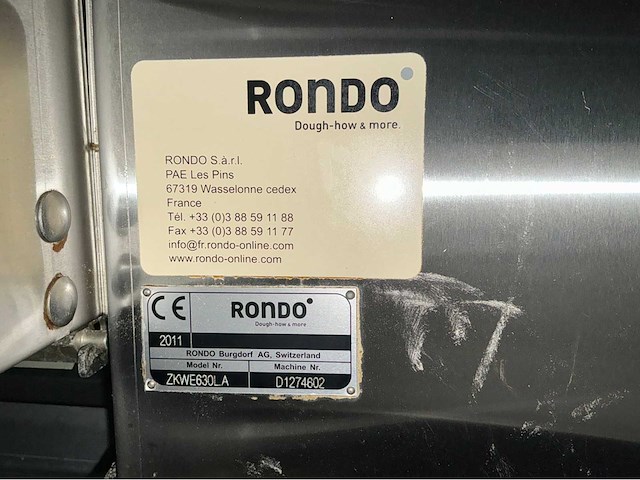 RONDO
Dough-how & more.
RONDO S.à.r.l.
PAE Les Pins
67319 Wasselonne cedex
France
Tél. +33 (0)3 88 59 11 88
Fax +33 (0)3 88 59 11 77
info@fr.rondo-online.com
www.rondo-online.com
CE RONDO
Dough-how & more
2011
RONDO Burgdorf AG, Switzerland
Model Nr. Machine Nr.
ZKWE630LA D1274602